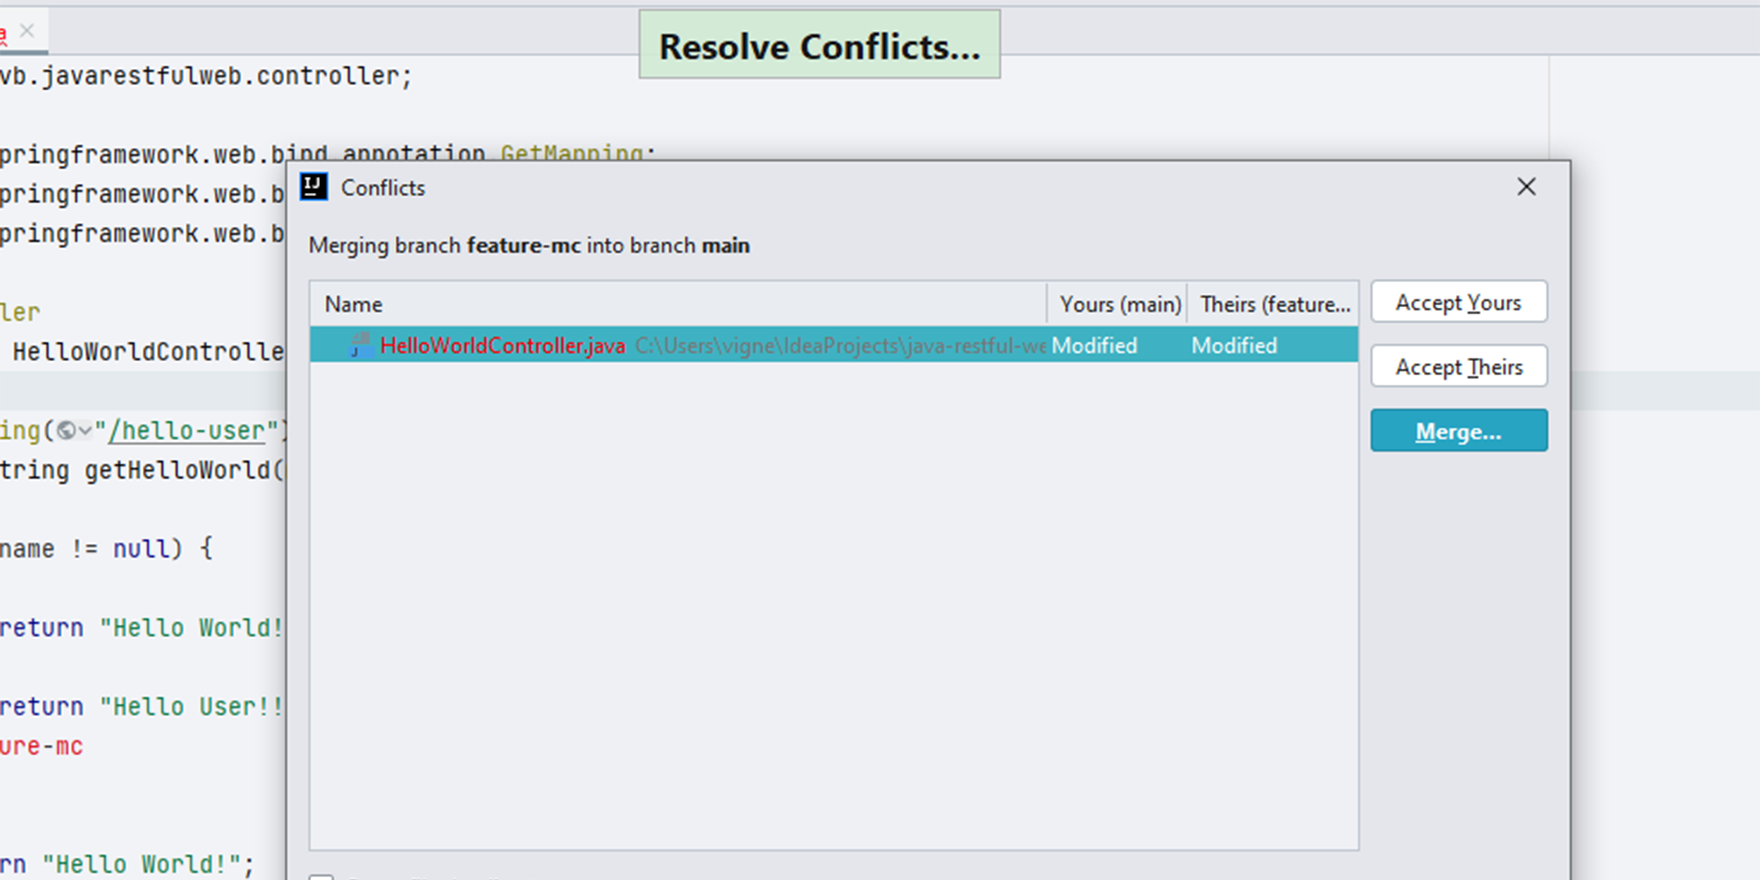 Resolve Conflicts...
vb.javarestfulweb.controller;
pringframework.web.bind.annotation.GetMapping;
pringframework.web.b
pringframework.web.b
ler
HelloWorldControlle
ing("/hello-user")
tring getHelloWorld(
name != null) {
return "Hello World!
return "Hello User!!
ure-mc
rn "Hello World!";
IJ
Conflicts
Merging branch feature-mc into branch main
Name Yours (main) Theirs (feature...
HelloWorldController.java C:\Users\vigne\IdeaProjects\java-restful-we Modified Modified
Accept Yours
Accept Theirs
Merge...